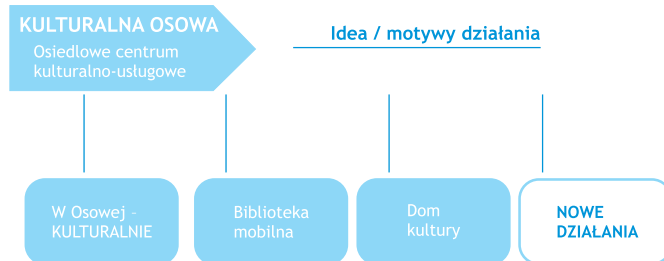 KULTURALNA OSOWA
Osiedlowe centrum
kulturalno-usługowe
Idea / motywy działania
W Osowej -
KULTURALNIE
Biblioteka
mobilna
Dom
kultury
NOWE
DZIAŁANIA